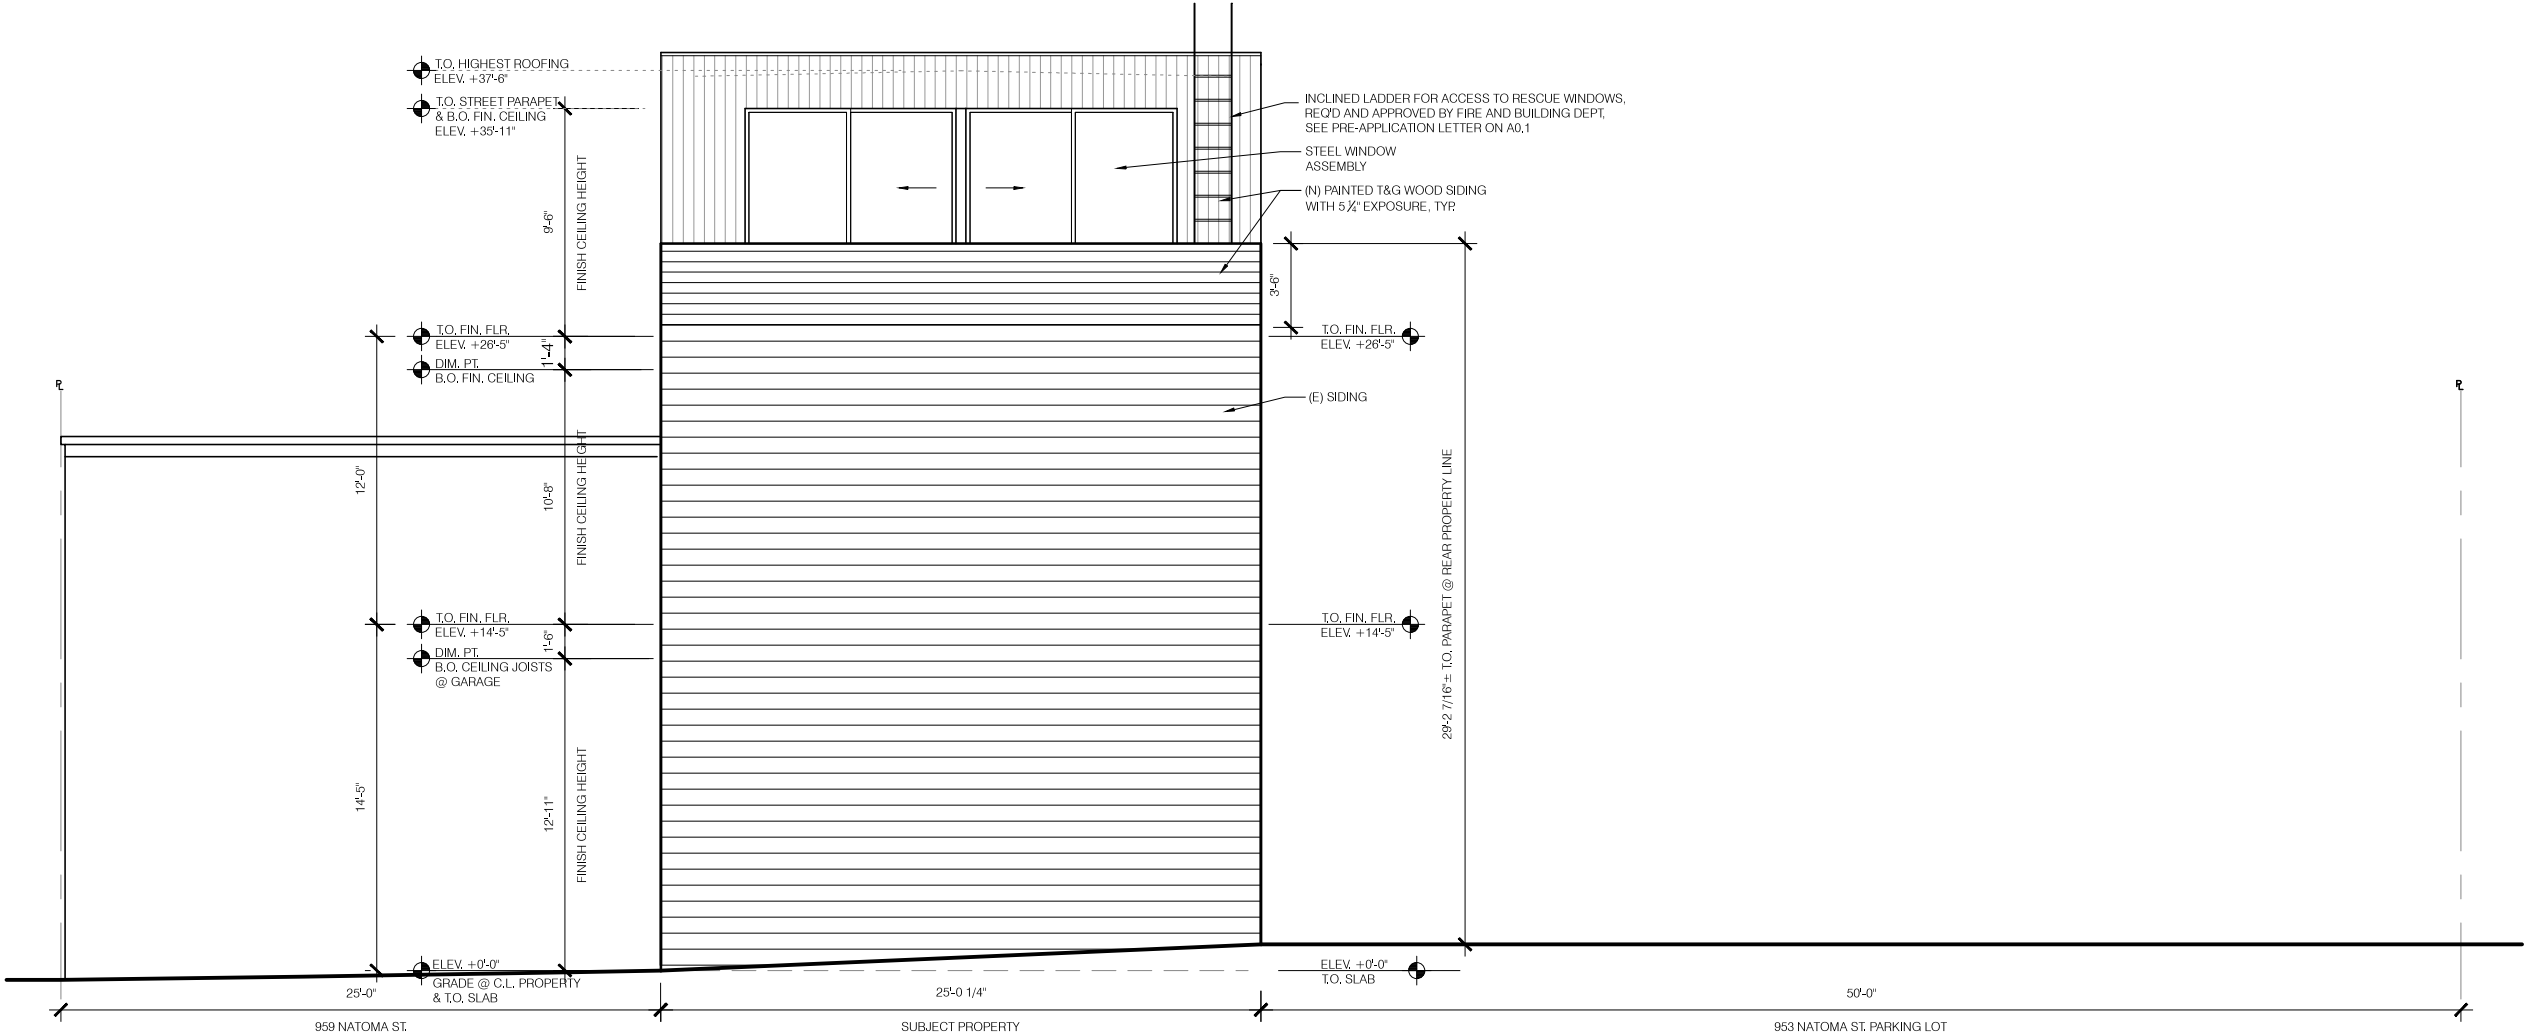 T.O. HIGHEST ROOFING
ELEV. +37'-6"
T.O. STREET PARAPET
& B.O. FIN. CEILING
ELEV. +35'-11"
9'-6"
FINISH CEILING HEIGHT
T.O. FIN. FLR.
ELEV. +26'-5"
1'-4"
DIM. PT.
B.O. FIN. CEILING
12'-0"
10'-8"
FINISH CEILING HEIGHT
T.O. FIN. FLR.
ELEV. +14'-5"
1'-6"
DIM. PT.
B.O. CEILING JOISTS
@ GARAGE
14'-5"
12'-11"
FINISH CEILING HEIGHT
ELEV. +0'-0"
GRADE @ C.L. PROPERTY
& T.O. SLAB
PL
INCLINED LADDER FOR ACCESS TO RESCUE WINDOWS,
REQ'D AND APPROVED BY FIRE AND BUILDING DEPT,
SEE PRE-APPLICATION LETTER ON A0.1
STEEL WINDOW
ASSEMBLY
(N) PAINTED T&G WOOD SIDING
WITH 5 ¼" EXPOSURE, TYP.
3'-6"
T.O. FIN. FLR.
ELEV. +26'-5"
(E) SIDING
29'-2 7/16"± T.O. PARAPET @ REAR PROPERTY LINE
T.O. FIN. FLR.
ELEV. +14'-5"
ELEV. +0'-0"
T.O. SLAB
PL
25'-0"
25'-0 1/4"
50'-0"
959 NATOMA ST.
SUBJECT PROPERTY
953 NATOMA ST. PARKING LOT